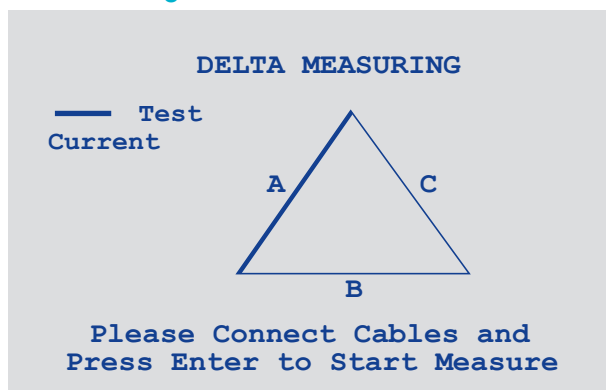 DELTA MEASURING
Test
Current
A
C
B
Please Connect Cables and
Press Enter to Start Measure